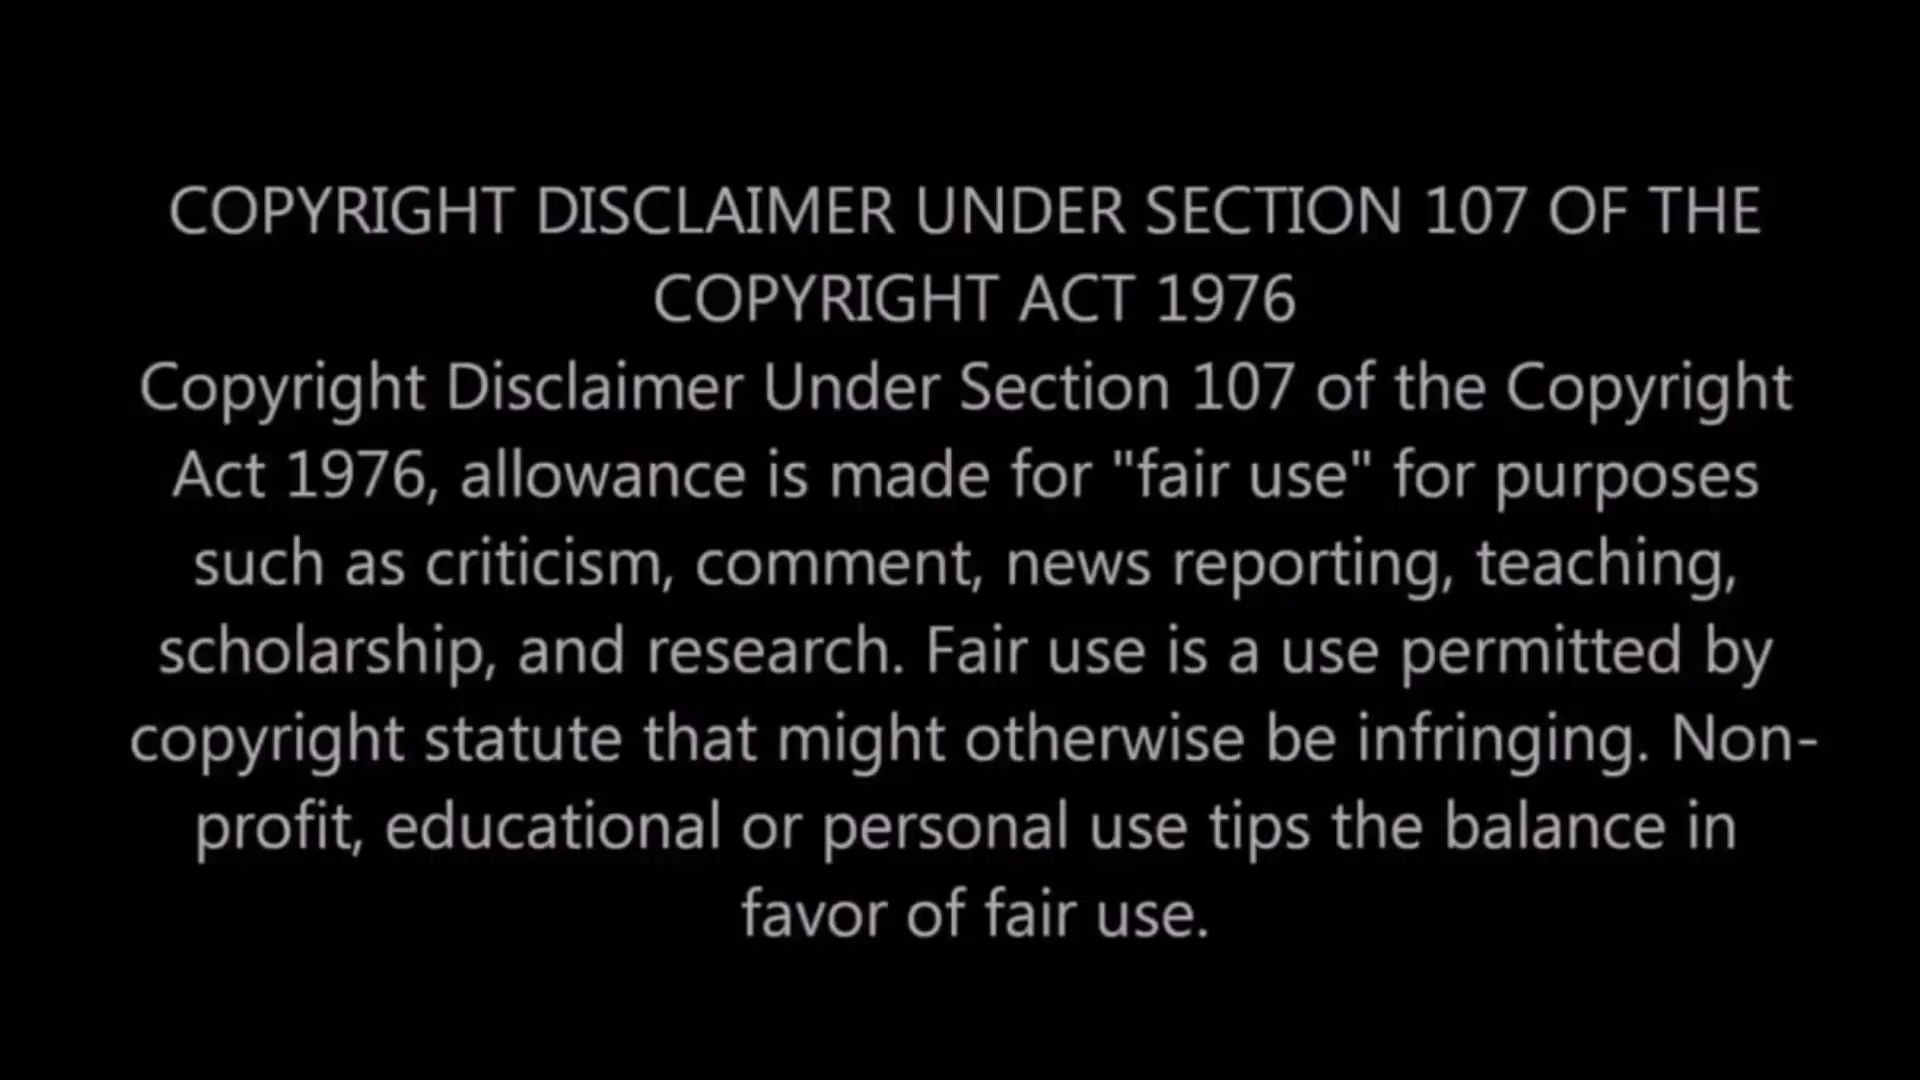 COPYRIGHT DISCLAIMER UNDER SECTION 107 OF THE
COPYRIGHT ACT 1976
Copyright Disclaimer Under Section 107 of the Copyright
Act 1976, allowance is made for "fair use" for purposes
such as criticism, comment, news reporting, teaching,
scholarship, and research. Fair use is a use permitted by
copyright statute that might otherwise be infringing. Non-
profit, educational or personal use tips the balance in
favor of fair use.